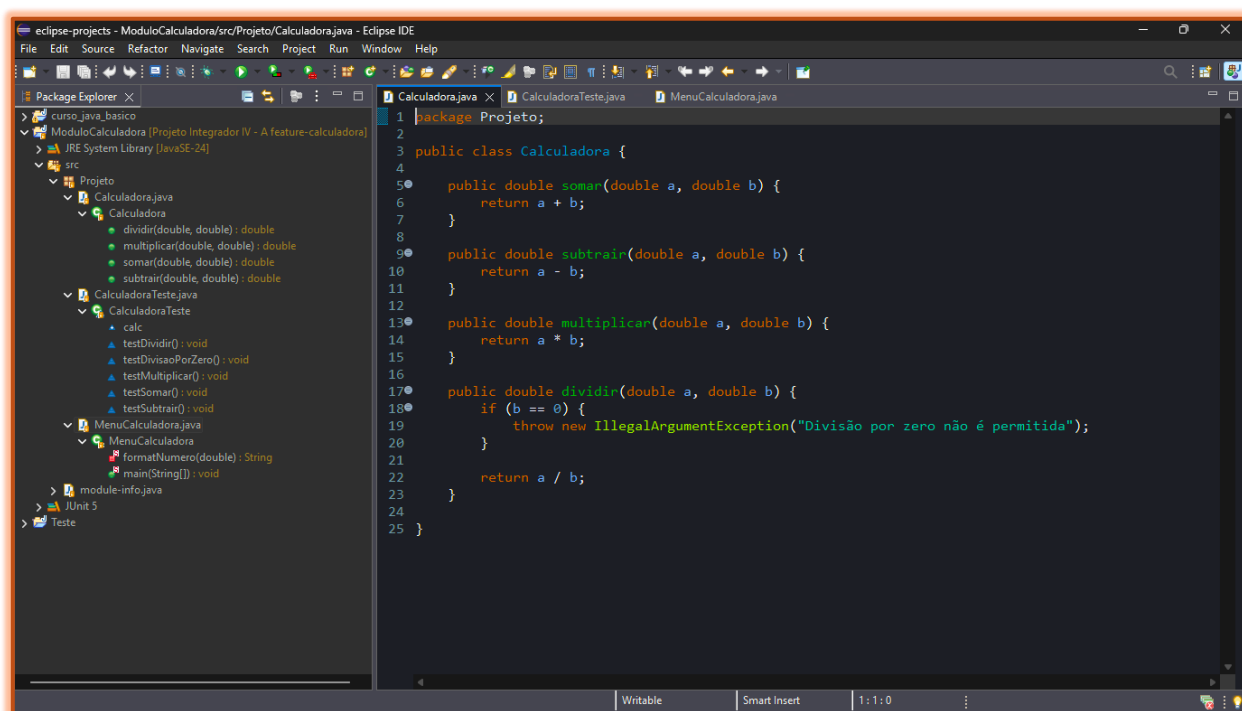 eclipse-projects - ModuloCalculadora/src/Projeto/Calculadora.java - Eclipse IDE
File Edit Source Refactor Navigate Search Project Run Window Help
Package Explorer
curso_java_basico
ModuloCalculadora [Projeto Integrador IV - A feature-calculadora]
JRE System Library [JavaSE-24]
src
Projeto
Calculadora.java
Calculadora
dividir(double, double) : double
multiplicar(double, double) : double
somar(double, double) : double
subtrair(double, double) : double
CalculadoraTeste.java
CalculadoraTeste
calc
testDividir() : void
testDivisaoPorZero() : void
testMultiplicar() : void
testSomar() : void
testSubtrair() : void
MenuCalculadora.java
MenuCalculadora
formatNumero(double) : String
main(String[]) : void
module-info.java
JUnit 5
Teste
Calculadora.java CalculadoraTeste.java MenuCalculadora.java
1 package Projeto;
2
3 public class Calculadora {
4
5 public double somar(double a, double b) {
6 return a + b;
7 }
8
9 public double subtrair(double a, double b) {
10 return a - b;
11 }
12
13 public double multiplicar(double a, double b) {
14 return a * b;
15 }
16
17 public double dividir(double a, double b) {
18 if (b == 0) {
19 throw new IllegalArgumentException("Divisão por zero não é permitida");
20 }
21
22 return a / b;
23 }
24
25 }
Writable Smart Insert 1 : 1 : 0